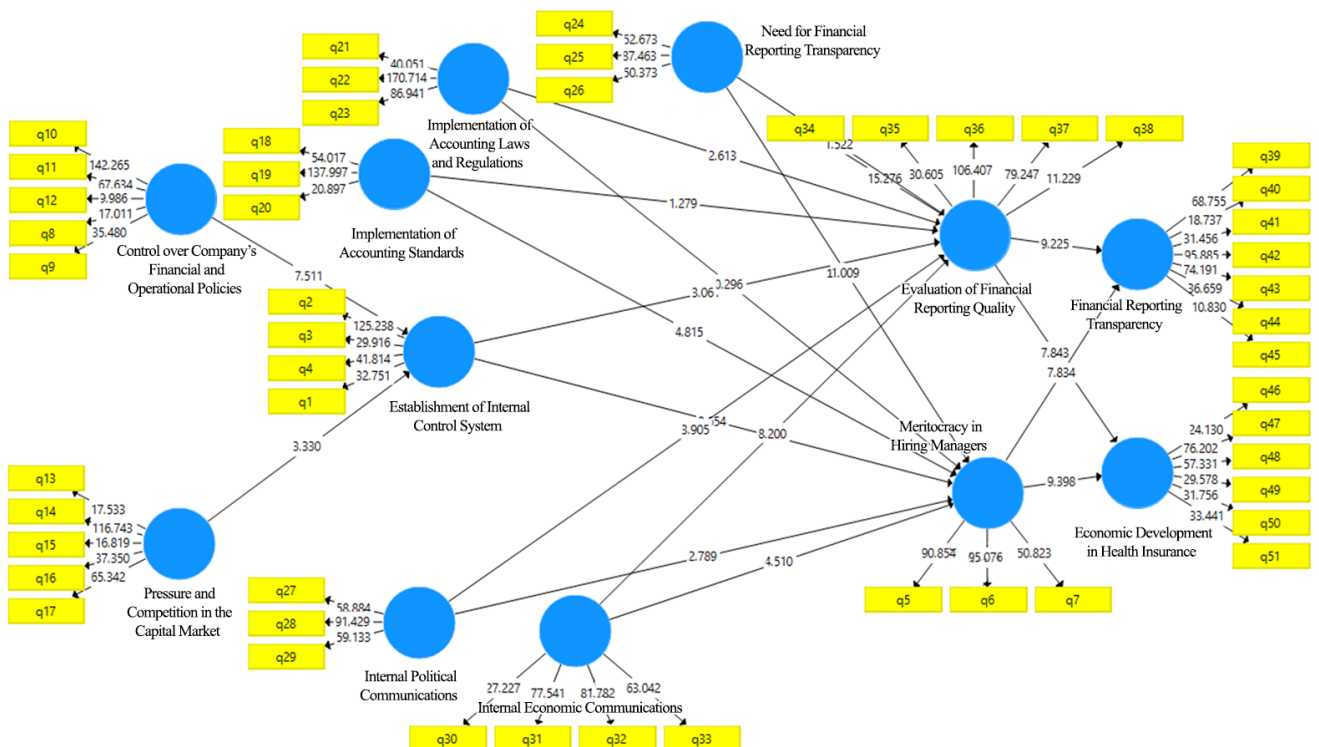 q24
q25
q26
52.673
37.463
50.373
Need for Financial
Reporting Transparency
q21
q22
q23
40.051
170.714
86.941
Implementation of
Accounting Laws
and Regulations
q18
q19
q20
54.017
137.997
20.897
Implementation of
Accounting Standards
q10
q11
q12
q8
q9
142.265
67.634
9.986
17.011
35.480
Control over Company's
Financial and
Operational Policies
q2
q3
q4
q1
125.238
29.916
41.814
32.751
Establishment of Internal
Control System
q13
q14
q15
q16
q17
17.533
116.743
16.819
37.350
65.342
Pressure and
Competition in the
Capital Market
q27
q28
q29
58.884
91.429
59.133
Internal Political
Communications
27.227
77.541
81.782
63.042
Internal Economic Communications
q30
q31
q32
q33
7.511
3.330
2.613
1.279
4.815
11.009
3.905
8.200
2.789
4.510
q34
q35
q36
q37
q38
1.522
15.276
30.605
106.407
79.247
11.229
Evaluation of Financial
Reporting Quality
9.225
7.843
7.834
9.398
Meritocracy in
Hiring Managers
90.854
95.076
50.823
q5
q6
q7
q39
q40
q41
q42
q43
q44
q45
68.755
18.737
31.456
95.885
74.191
36.659
10.830
Financial Reporting
Transparency
q46
q47
q48
q49
q50
q51
24.130
76.202
57.331
29.578
31.756
33.441
Economic Development
in Health Insurance